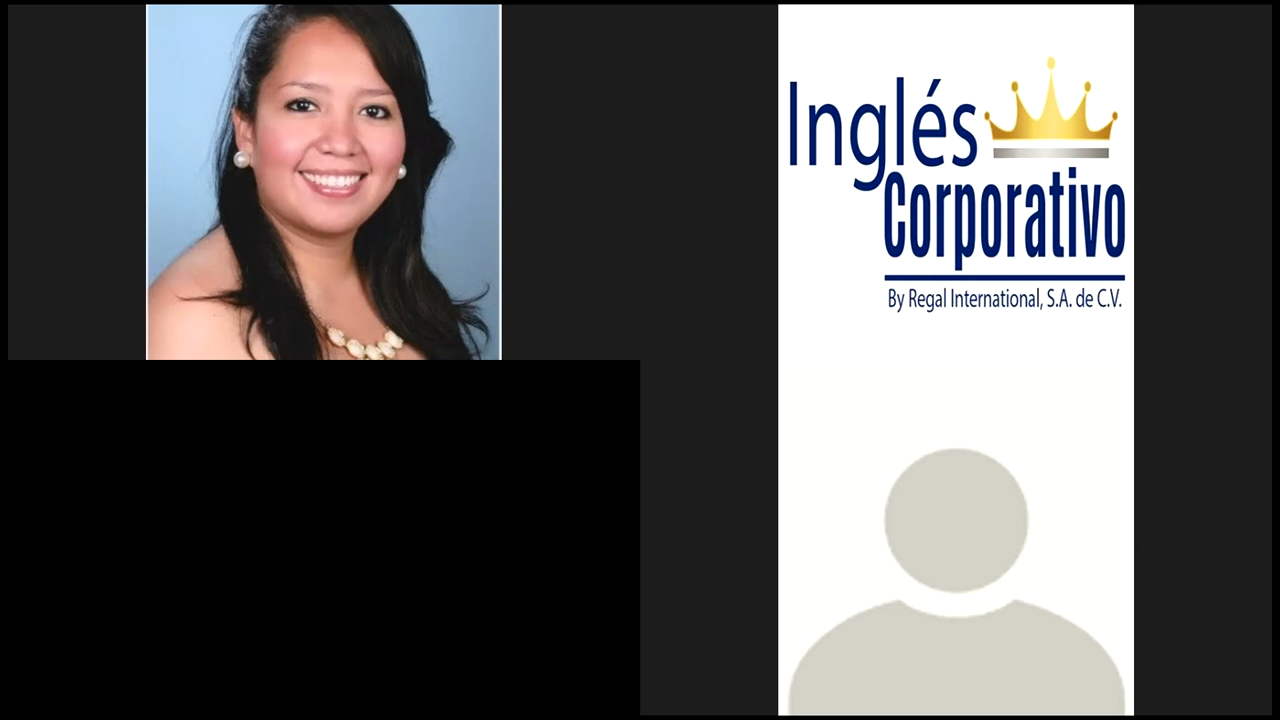 Inglés
Corporativo
By Regal International, S.A. de C.V.